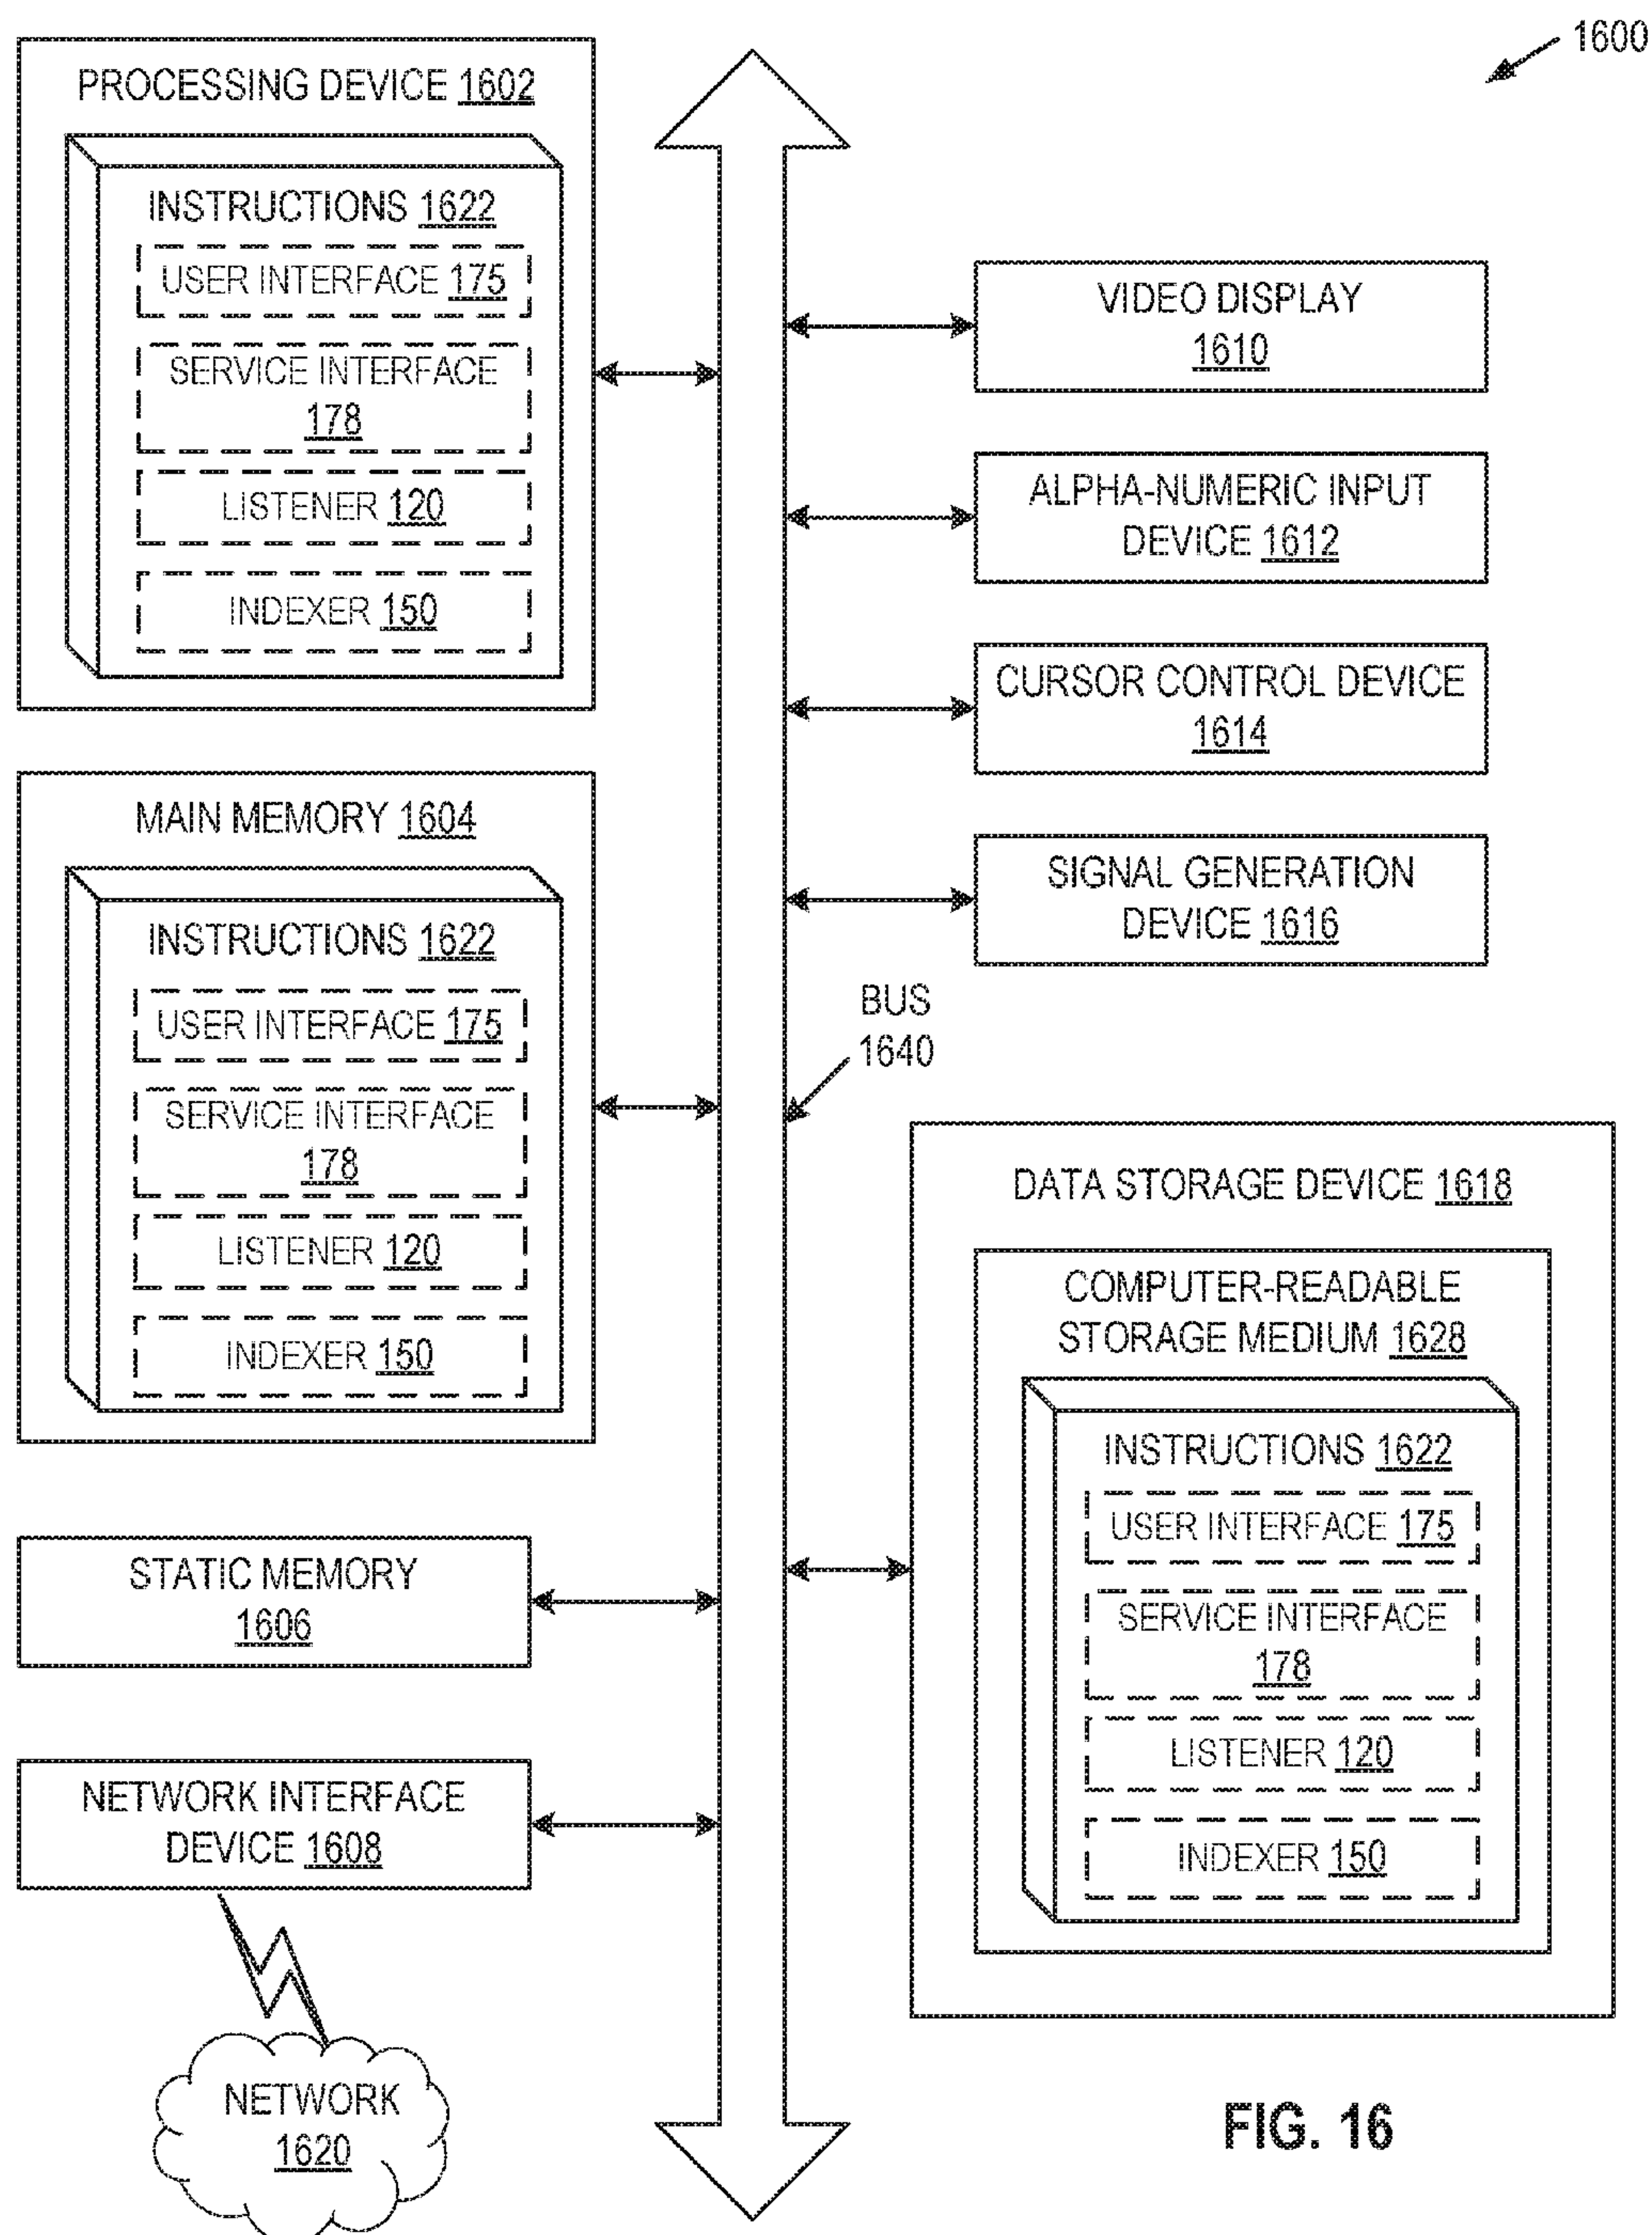 1600
PROCESSING DEVICE 1602
INSTRUCTIONS 1622
USER INTERFACE 175
SERVICE INTERFACE
178
LISTENER 120
INDEXER 150
VIDEO DISPLAY
1610
ALPHA-NUMERIC INPUT
DEVICE 1612
CURSOR CONTROL DEVICE
1614
SIGNAL GENERATION
DEVICE 1616
MAIN MEMORY 1604
INSTRUCTIONS 1622
USER INTERFACE 175
SERVICE INTERFACE
178
LISTENER 120
INDEXER 150
BUS
1640
DATA STORAGE DEVICE 1618
COMPUTER-READABLE
STORAGE MEDIUM 1628
INSTRUCTIONS 1622
USER INTERFACE 175
SERVICE INTERFACE
178
LISTENER 120
INDEXER 150
STATIC MEMORY
1606
NETWORK INTERFACE
DEVICE 1608
NETWORK
1620
FIG. 16